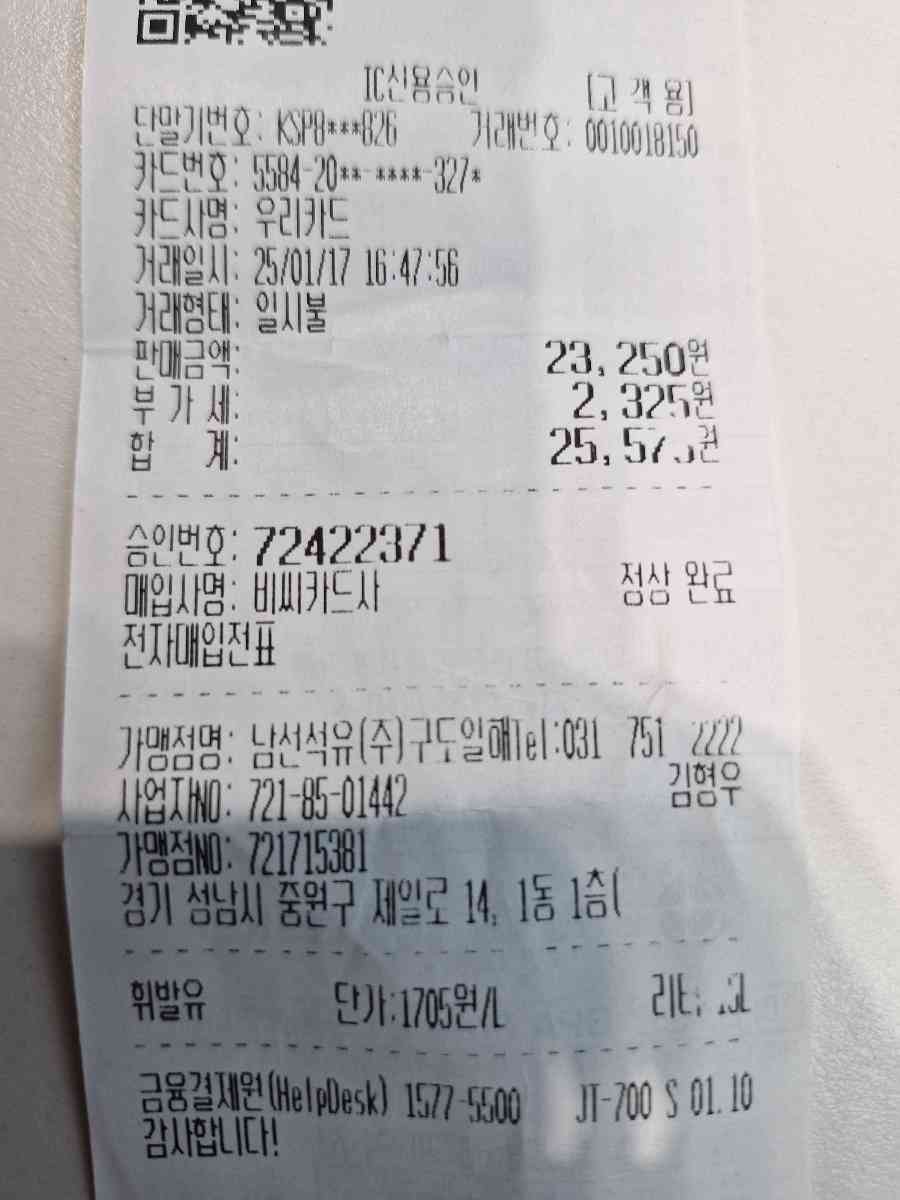 IC신용승인
[고 객 용]
단말기번호: KSP8***826 거래번호: 0010018150
카드번호: 5584-20**-****-327*
카드사명: 우리카드
거래일시: 25/01/17 16:47:56
거래형태: 일시불
판매금액: 23,250원
부 가 세: 2,325원
합 계:
승인번호: 72422371
매입사명: 비씨카드사 정상 완료
전자매입전표
가맹점명: 남선석유(주)구도일해Tel:031 751 2222
사업자NO: 721-85-01442 김형우
가맹점NO: 721715381
경기 성남시 중원구 제일로 14, 1동 1층(
휘발유 단가:1705원/L
금융결제원(HelpDesk) 1577-5500 JT-700 S 01.10
감사합니다!